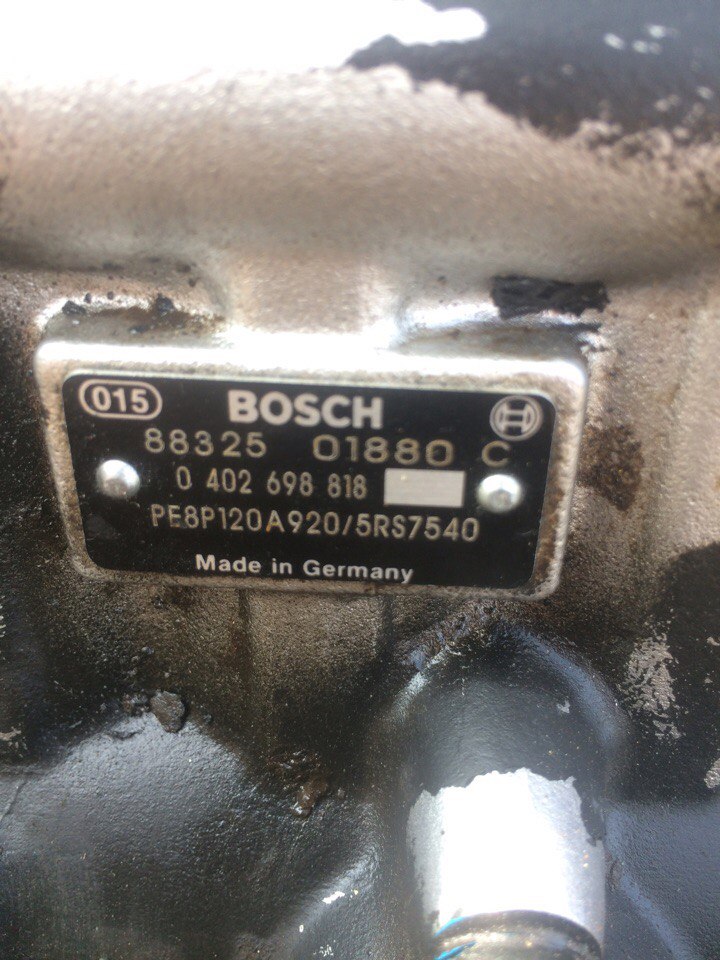 015 BOSCH
88325 01880 C
0 402 698 818
PE8P120A920/5RS7540
Made in Germany